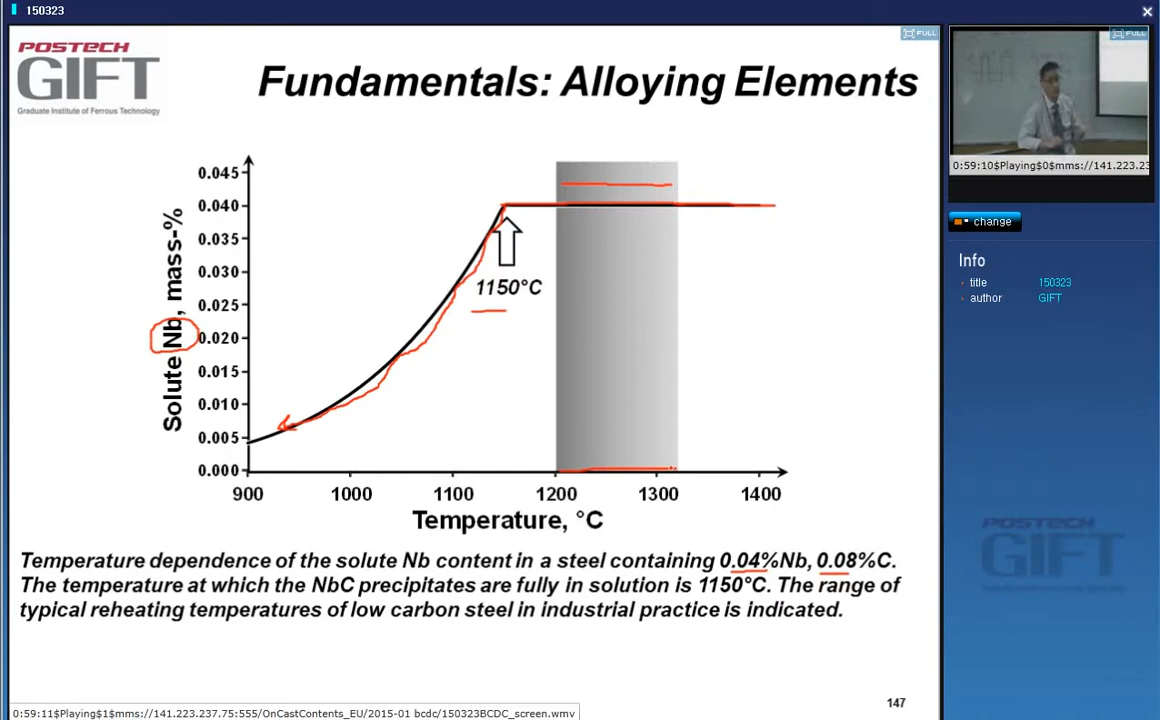 150323
POSTECH
GIFT
Graduate Institute of Ferrous Technology
Fundamentals: Alloying Elements
FULL
FULL
0:59:10$Playing$0$mms://141.223.23
change
Info
title 150323
author GIFT
Solute Nb, mass-%
0.045
0.040
0.035
0.030
0.025
0.020
0.015
0.010
0.005
0.000
1150°C
900 1000 1100 1200 1300 1400
Temperature, °C
POSTECH
GIFT
Temperature dependence of the solute Nb content in a steel containing 0.04%Nb, 0.08%C.
The temperature at which the NbC precipitates are fully in solution is 1150°C. The range of
typical reheating temperatures of low carbon steel in industrial practice is indicated.
147
0:59:11$Playing$1$mms://141.223.237.75:555/OnCastContents_EU/2015-01 bcdc/150323BCDC_screen.wmv